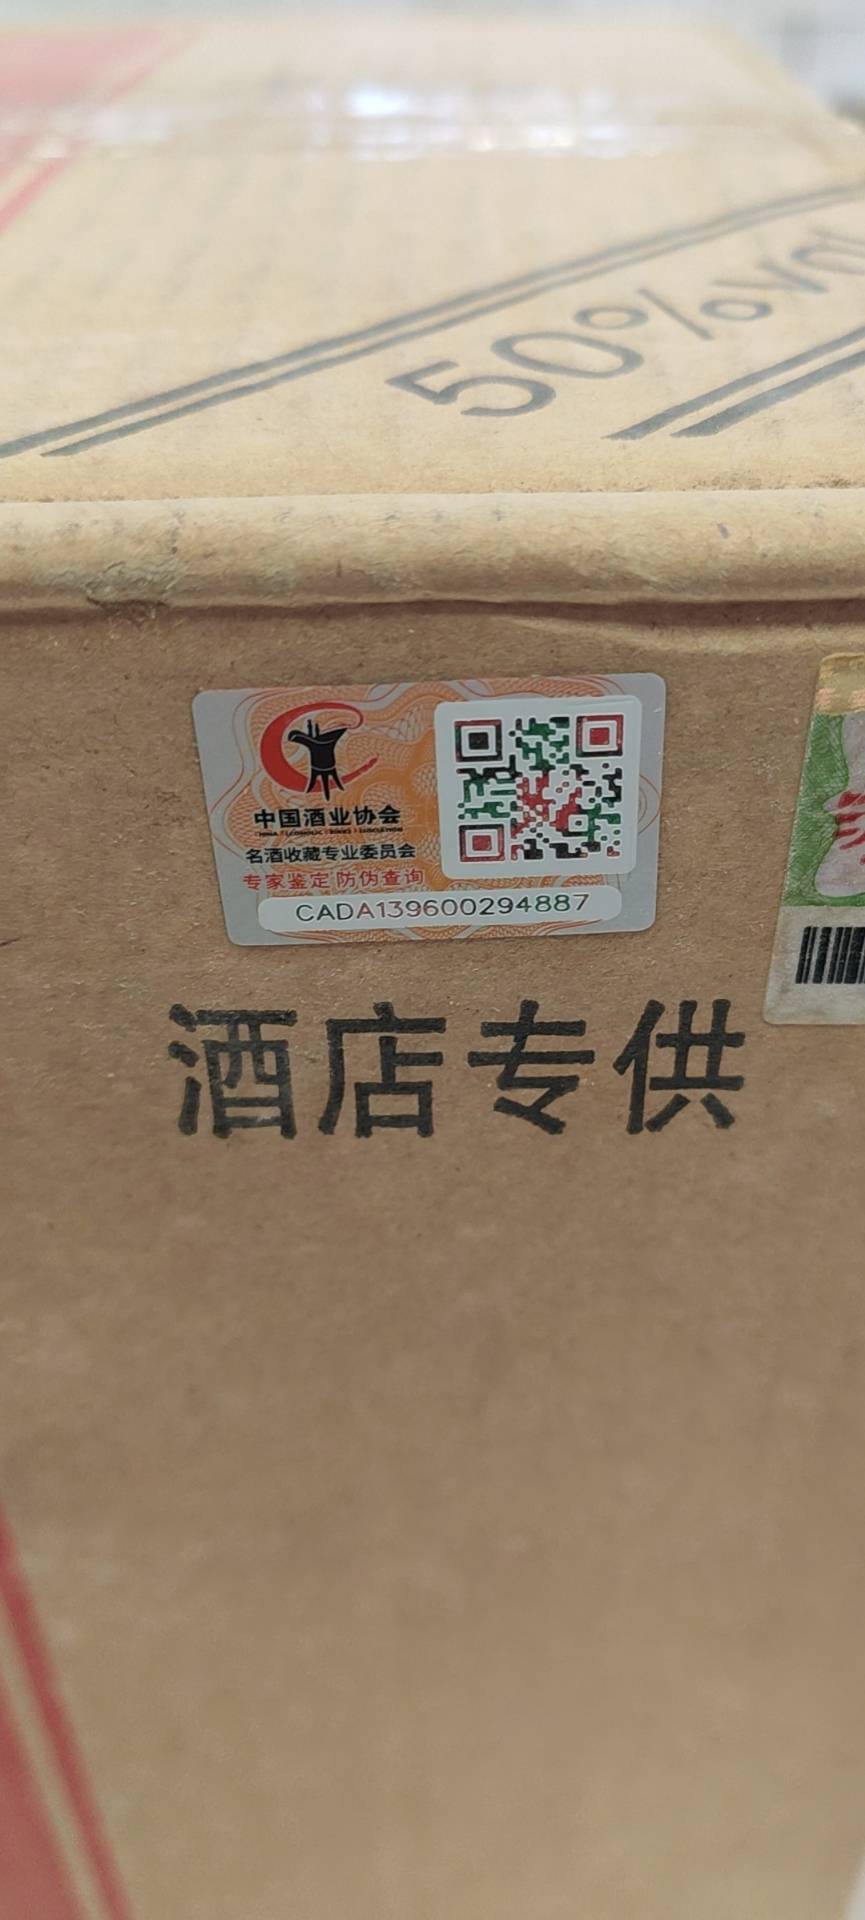 50%vol
中国酒业协会
名酒收藏专业委员会
专家鉴定 防伪查询
CADA139600294887
酒店专供